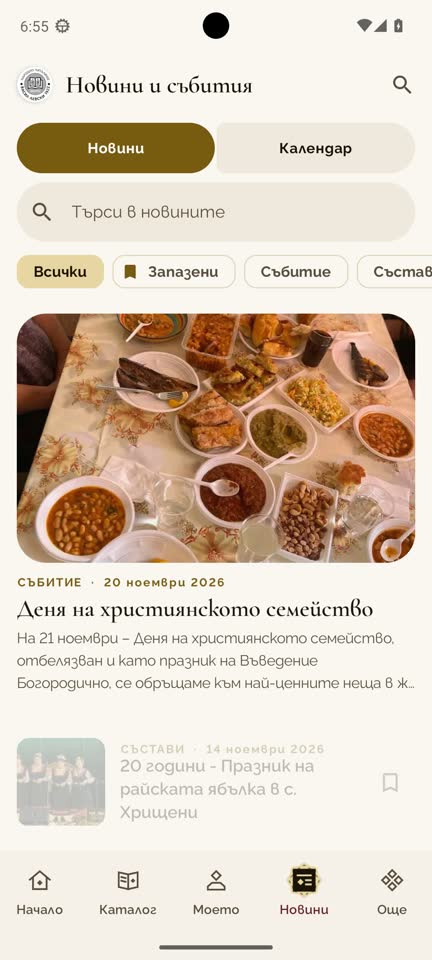 6:55
Новини и събития
Новини
Календар
Търси в новините
Всички
Запазени
Събитие
Състав
СЪБИТИЕ · 20 ноември 2026
Деня на християнското семейство
На 21 ноември – Деня на християнското семейство,
отбелязван и като празник на Въведение
Богородично, се обръщаме към най-ценните неща в ж…
СЪСТАВИ · 14 ноември 2026
20 години - Празник на
райската ябълка в с.
Хрищени
Начало
Каталог
Моето
Новини
Още